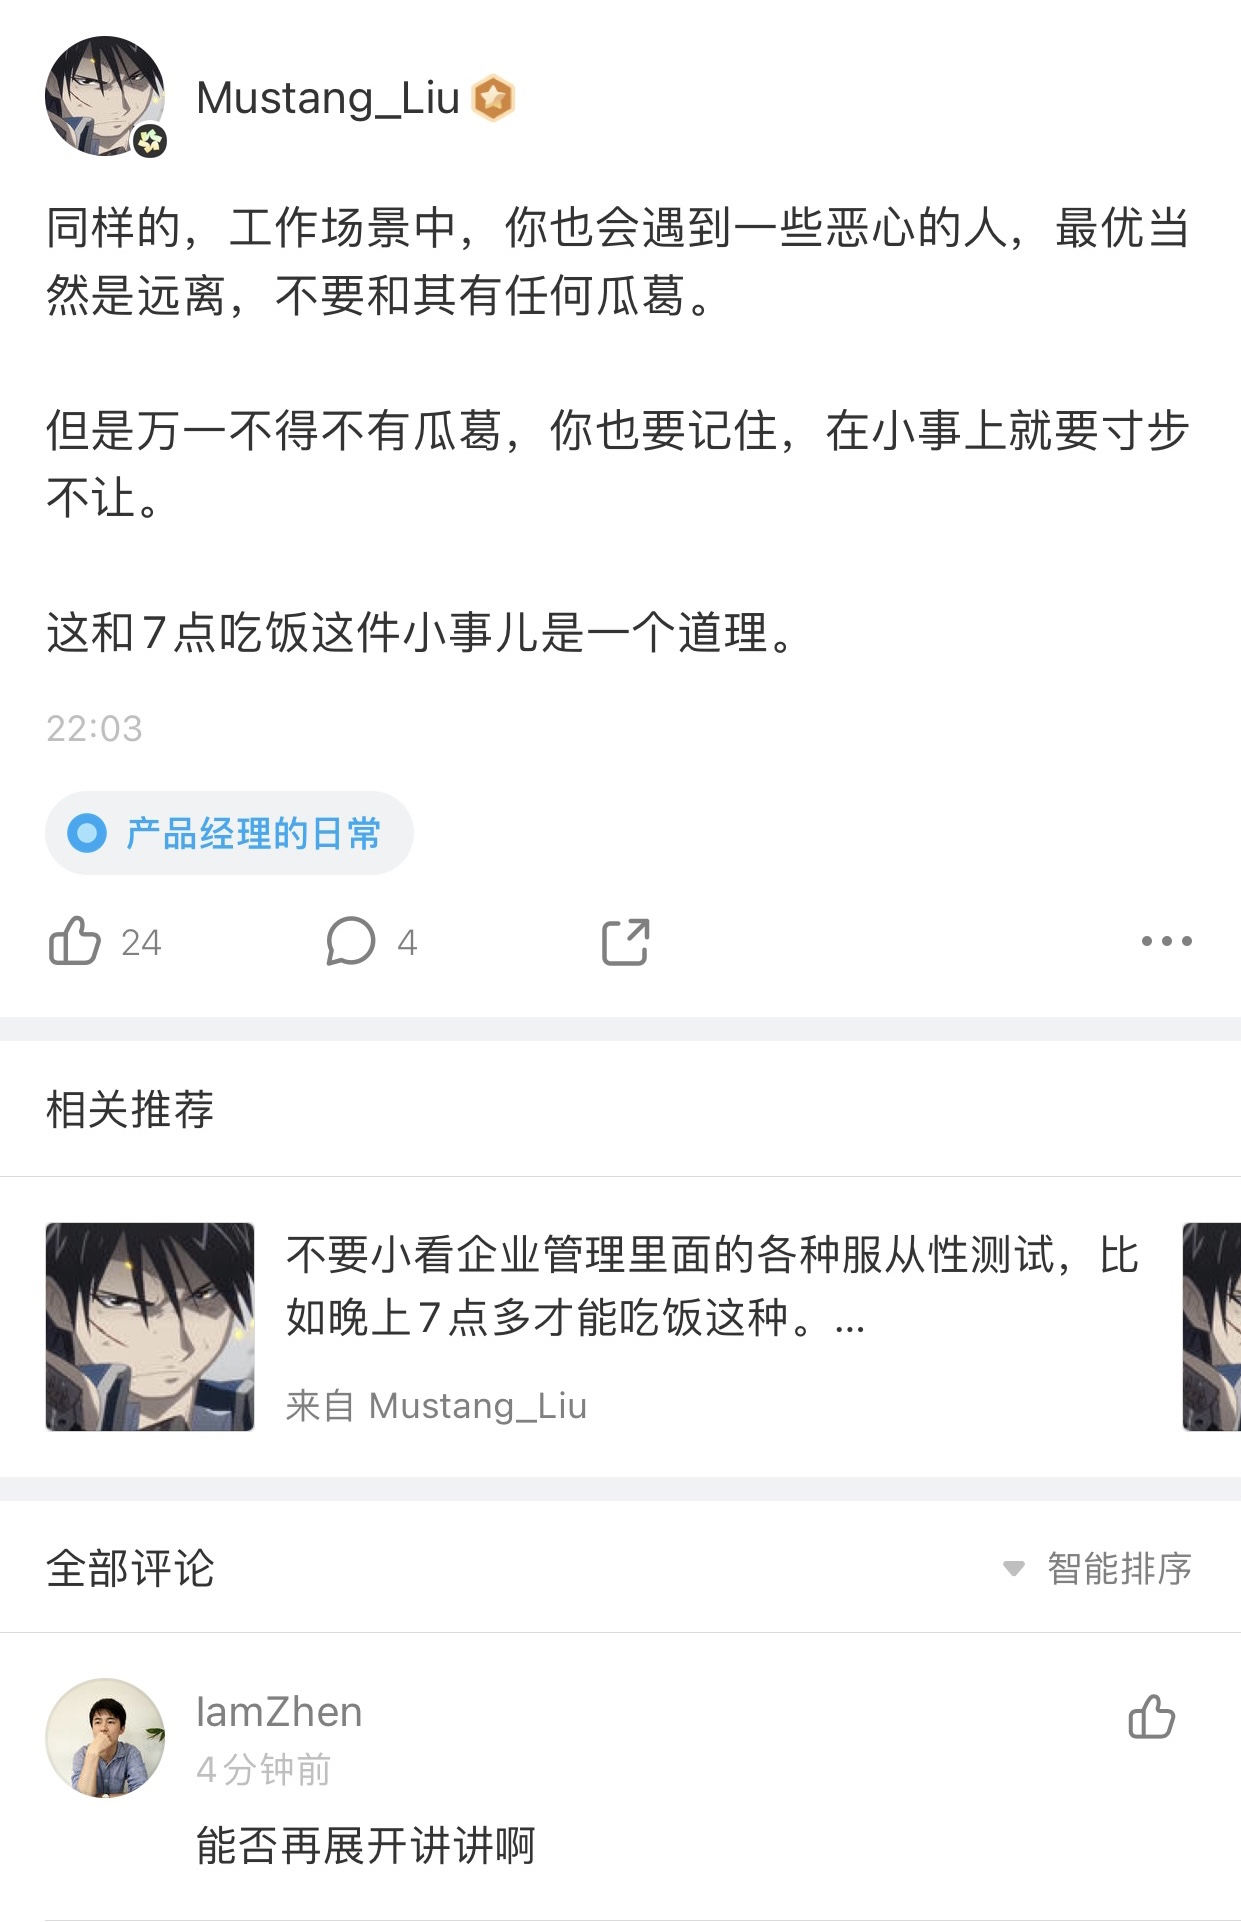 Mustang_Liu
同样的，工作场景中，你也会遇到一些恶心的人，最优当
然是远离，不要和其有任何瓜葛。
但是万一不得不有瓜葛，你也要记住，在小事上就要寸步
不让。
这和7点吃饭这件小事儿是一个道理。
22:03
产品经理的日常
24
4
相关推荐
不要小看企业管理里面的各种服从性测试，比
如晚上7点多才能吃饭这种。...
来自 Mustang_Liu
全部评论
智能排序
IamZhen
4分钟前
能否再展开讲讲啊